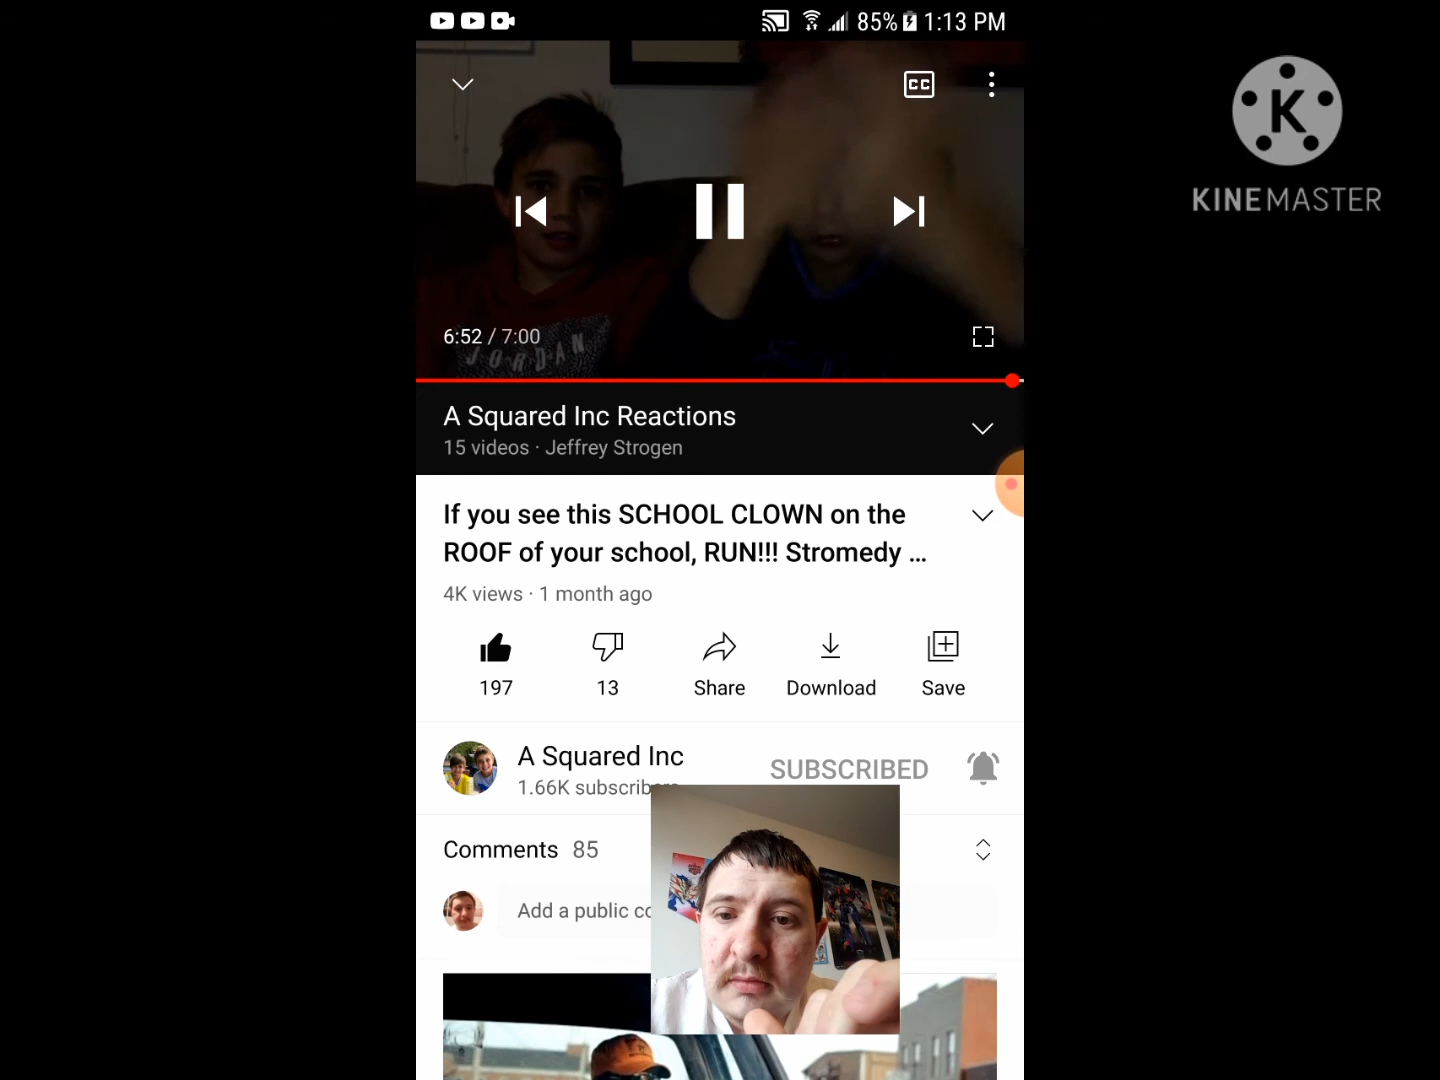 85% 1:13 PM
CC
6:52 / 7:00
JORDAN
A Squared Inc Reactions
15 videos · Jeffrey Strogen
If you see this SCHOOL CLOWN on the
ROOF of your school, RUN!!! Stromedy ...
4K views · 1 month ago
197
13
Share
Download
Save
A Squared Inc
SUBSCRIBED
1.66K
Comments 85
Add a public
K
KINEMASTER